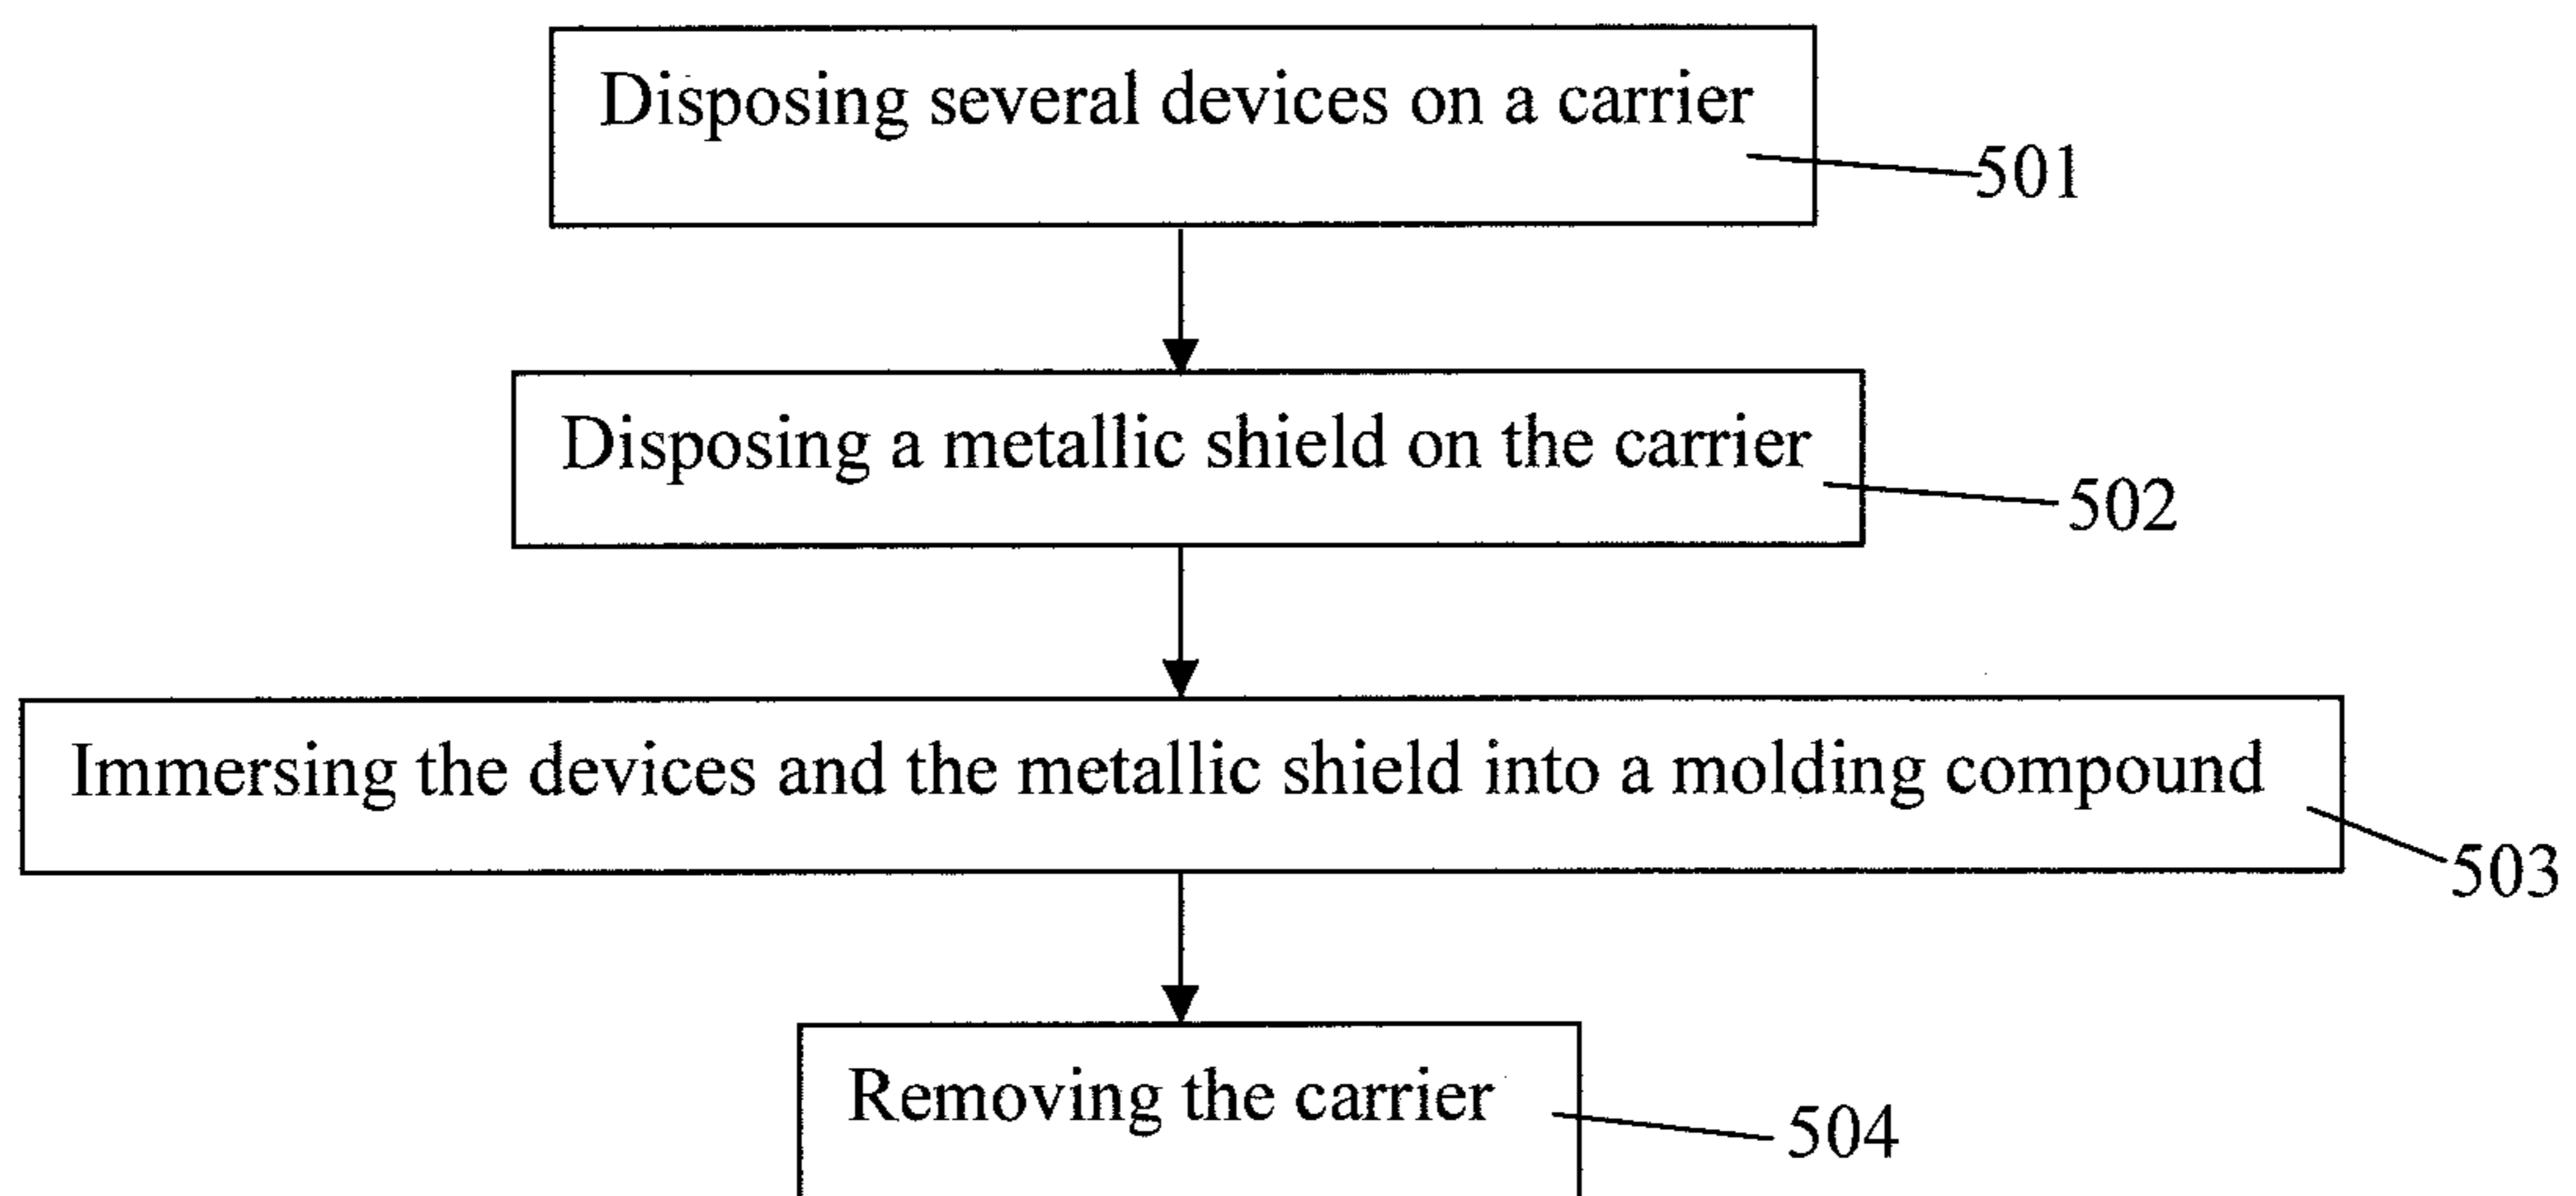 Disposing several devices on a carrier
501
Disposing a metallic shield on the carrier
502
Immersing the devices and the metallic shield into a molding compound
503
Removing the carrier
504